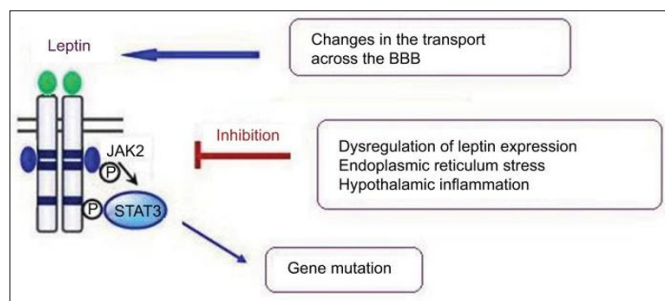 Leptin
Changes in the transport
across the BBB
Inhibition
Dysregulation of leptin expression
Endoplasmic reticulum stress
Hypothalamic inflammation
JAK2
P
P
STAT3
Gene mutation